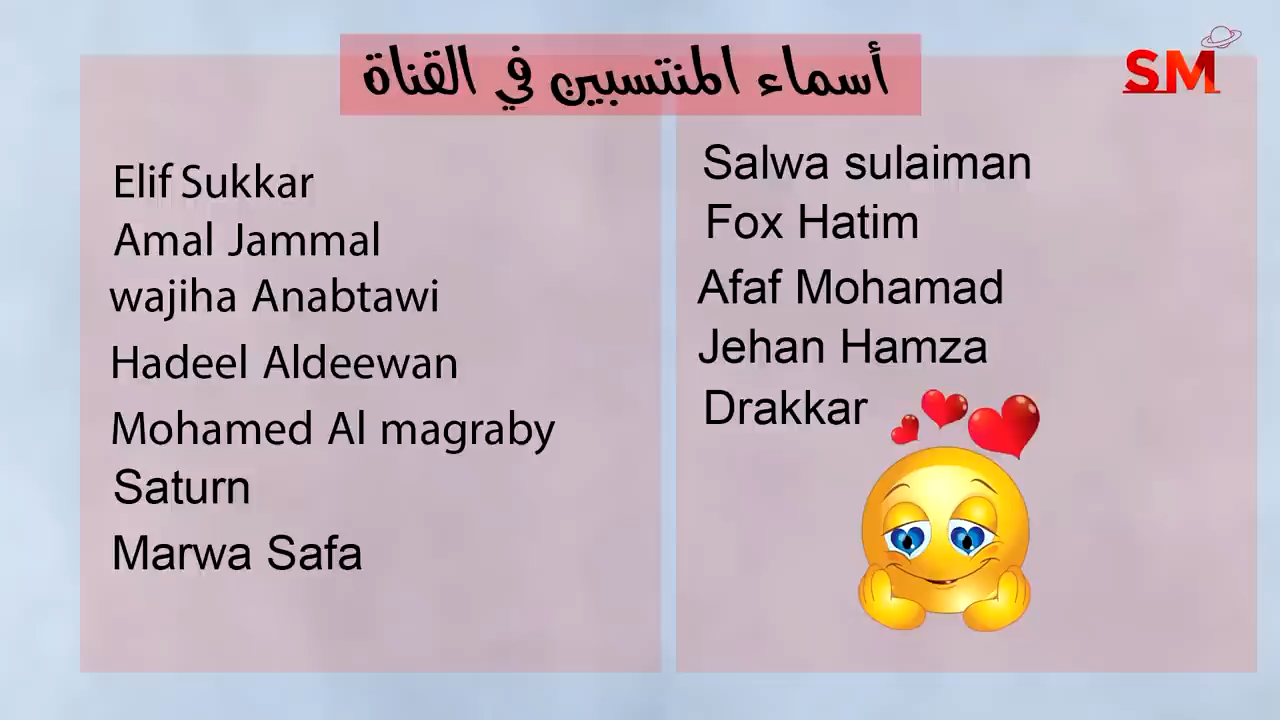 أسماء المنتسبين في القناة
SM
Elif Sukkar
Amal Jammal
wajiha Anabtawi
Hadeel Aldeewan
Mohamed Al magraby
Saturn
Marwa Safa
Salwa sulaiman
Fox Hatim
Afaf Mohamad
Jehan Hamza
Drakkar